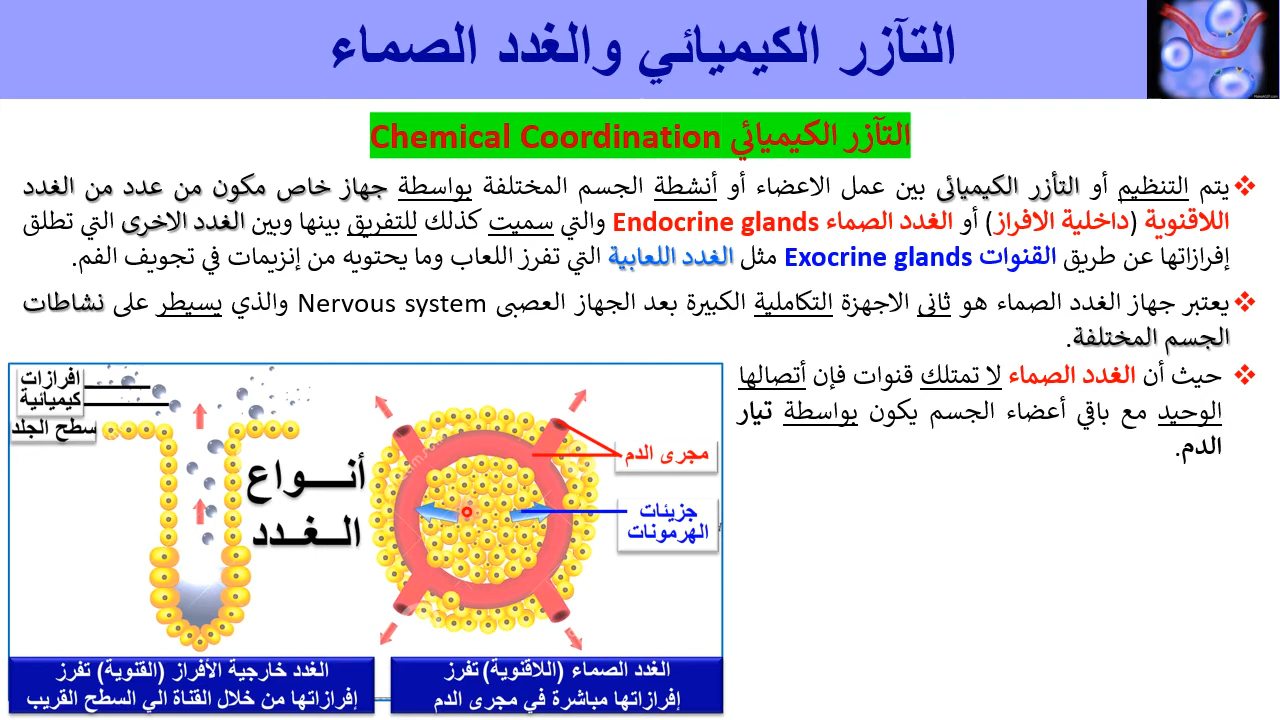 التآزر الكيميائي والغدد الصماء
التآزر الكيميائي Chemical Coordination
❖ يتم التنظيم أو التأزر الكيميائى بين عمل الاعضاء أو أنشطة الجسم المختلفة بواسطة جهاز خاص مكون من عدد من الغدد
اللاقنوية (داخلية الافراز) أو الغدد الصماء Endocrine glands والتي سميت كذلك للتفريق بينها وبين الغدد الاخرى التي تطلق
إفرازاتها عن طريق القنوات Exocrine glands مثل الغدد اللعابية التي تفرز اللعاب وما يحتويه من إنزيمات في تجويف الفم.
❖ يعتبر جهاز الغدد الصماء هو ثانى الاجهزة التكاملية الكبيرة بعد الجهاز العصبى Nervous system والذي يسيطر على نشاطات
الجسم المختلفة.
❖ حيث أن الغدد الصماء لا تمتلك قنوات فإن أتصالها
الوحيد مع باقي أعضاء الجسم يكون بواسطة تيار
الدم.
افرازات
كيميائية
سطح الجلد
أنـــواع
الــغــدد
مجرى الدم
جزيئات
الهرمونات
الغدد الصماء (اللاقنوية) تفرز
إفرازاتها مباشرة في مجرى الدم
الغدد خارجية الأفراز (القنوية) تفرز
إفرازاتها من خلال القناة الي السطح القريب